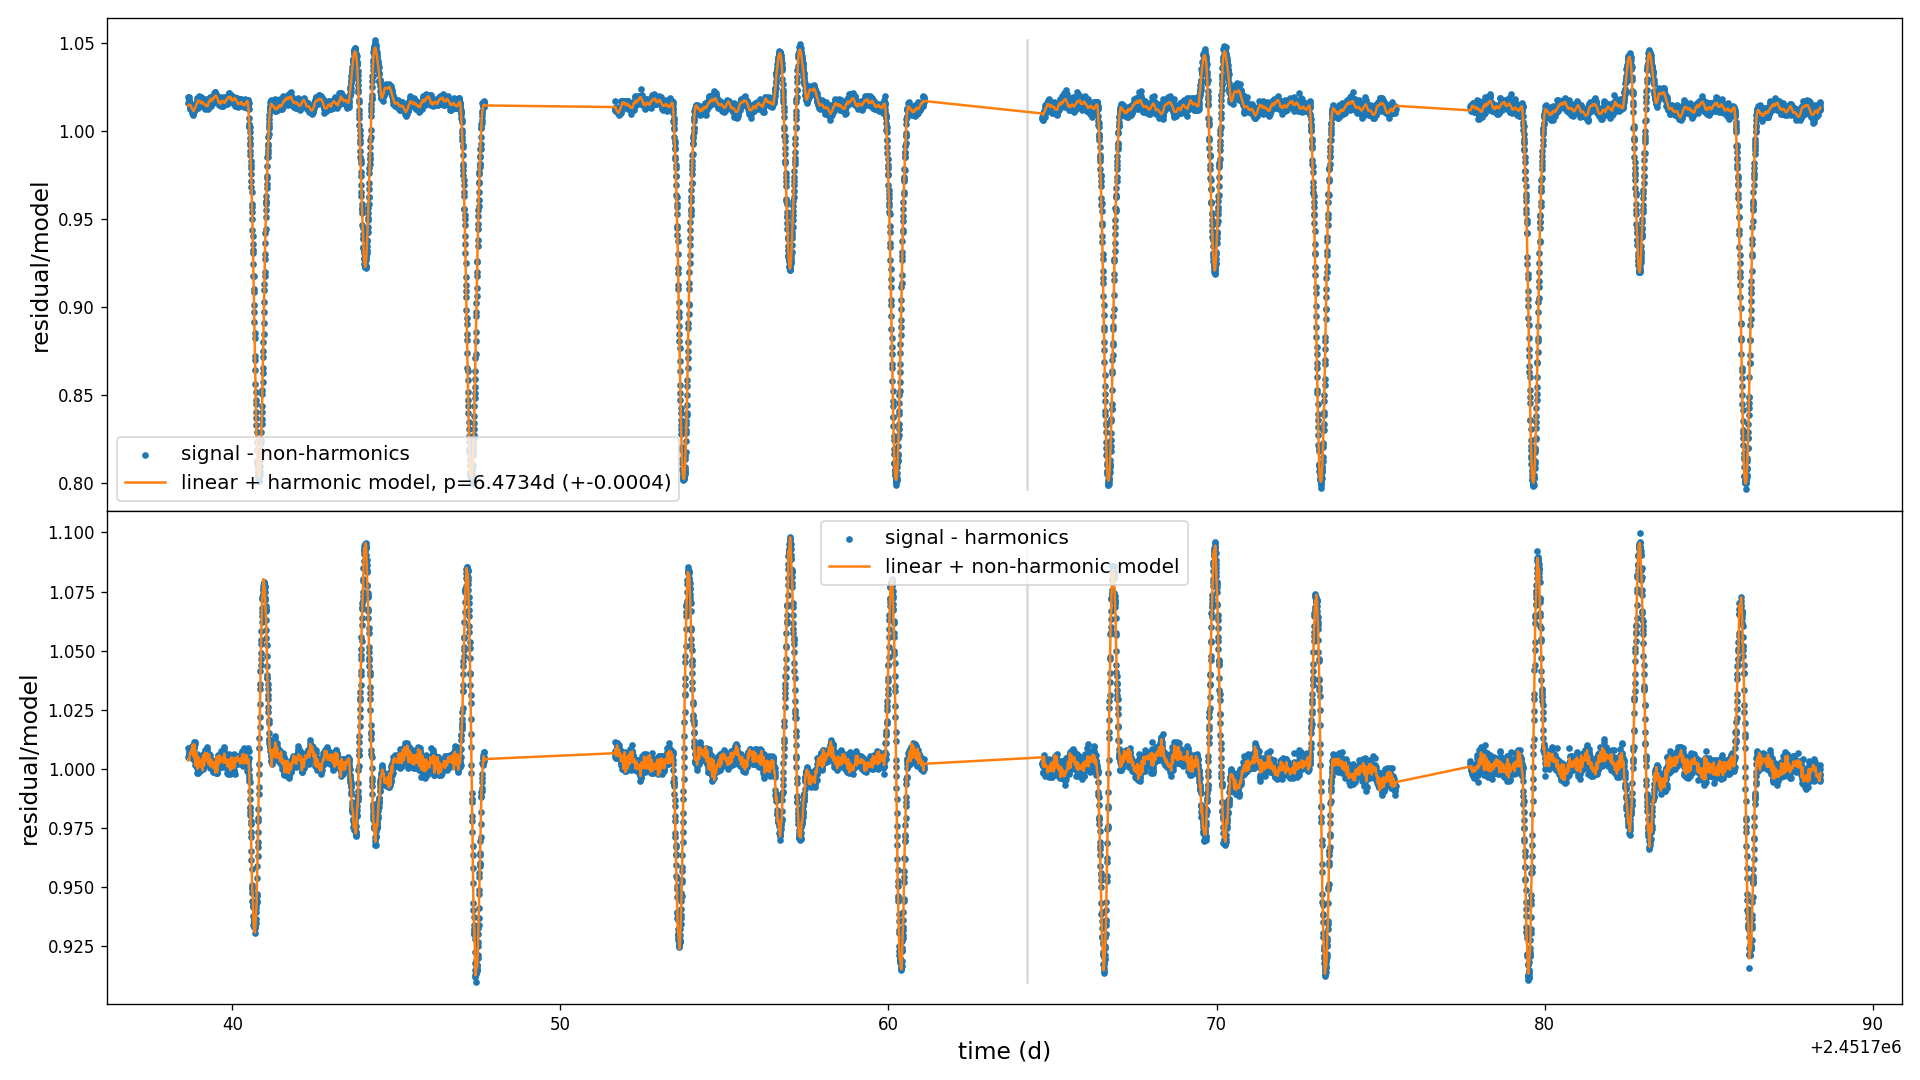 1.05
1.00
0.95
0.90
0.85
0.80
residual/model
signal - non-harmonics
linear + harmonic model, p=6.4734d (+-0.0004)
1.100
1.075
1.050
1.025
1.000
0.975
0.950
0.925
residual/model
signal - harmonics
linear + non-harmonic model
40
50
60
70
80
90
time (d)
+2.4517e6